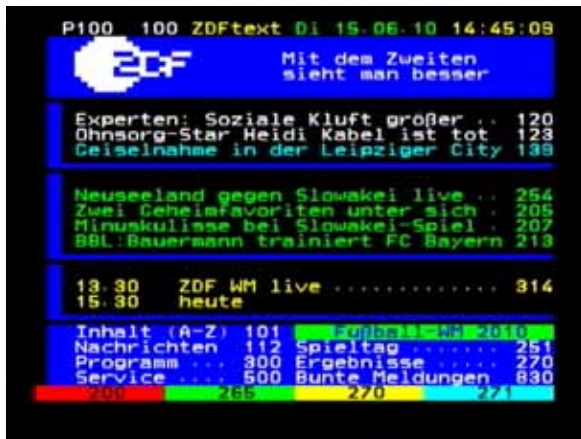 P100 100 ZDFtext Di 15.06.10 14:45:09
ZDF
Mit dem Zweiten
sieht man besser
Experten: Soziale Kluft größer .. 120
Ohnsorg-Star Heidi Kabel ist tot 123
Geiselnahme in der Leipziger City 139
Neuseeland gegen Slowakei live .. 254
Zwei Geheimfavoriten unter sich . 205
Minuskulisse bei Slowakei-Spiel . 207
BBL:Bauermann trainiert FC Bayern 213
13.30 ZDF WM live ............. 314
15.30 heute
Inhalt (A-Z) 101 Fußball-WM 2010
Nachrichten 112 Spieltag....... 251
Programm ... 300 Ergebnisse ..... 270
Service .... 500 Bunte Meldungen 830
200 265 270 271